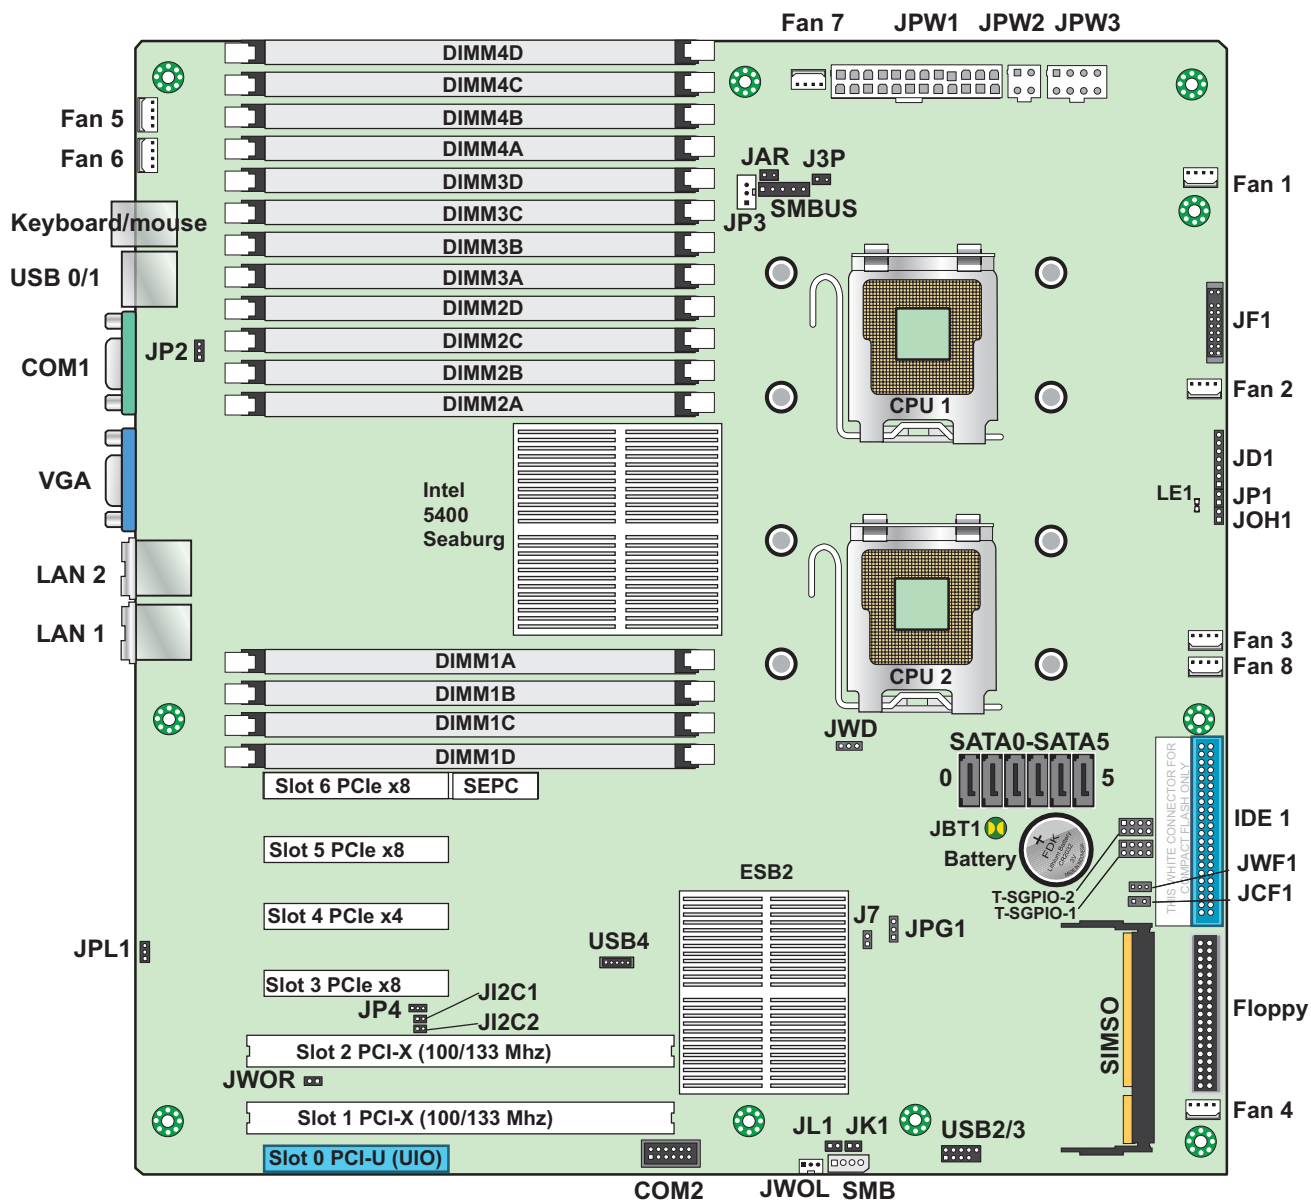 Fan 7
JPW1
JPW2
JPW3
DIMM4D
DIMM4C
DIMM4B
DIMM4A
DIMM3D
DIMM3C
DIMM3B
DIMM3A
DIMM2D
DIMM2C
DIMM2B
DIMM2A
Fan 5
Fan 6
Keyboard/mouse
USB 0/1
COM1
JP2
VGA
LAN 2
LAN 1
JAR
J3P
SMBUS
JP3
Fan 1
JF1
CPU 1
Fan 2
JD1
LE1
JP1
JOH1
Intel
5400
Seaburg
CPU 2
Fan 3
Fan 8
DIMM1A
DIMM1B
DIMM1C
DIMM1D
JWD
SATA0-SATA5
0
5
Slot 6 PCIe x8
SEPC
JBT1
Battery
+
FDK
Lithium Battery
CR2032
3V
THIS WHITE CONNECTOR FOR
COMPACT FLASH ONLY
IDE 1
Slot 5 PCIe x8
ESB2
T-SGPIO-2
T-SGPIO-1
JWF1
JCF1
Slot 4 PCIe x4
J7
JPG1
JPL1
USB4
Slot 3 PCIe x8
JP4
JI2C1
JI2C2
SIMSO
Floppy
Slot 2 PCI-X (100/133 Mhz)
JWOR
Slot 1 PCI-X (100/133 Mhz)
Fan 4
JL1
JK1
USB2/3
Slot 0 PCI-U (UIO)
COM2
JWOL
SMB